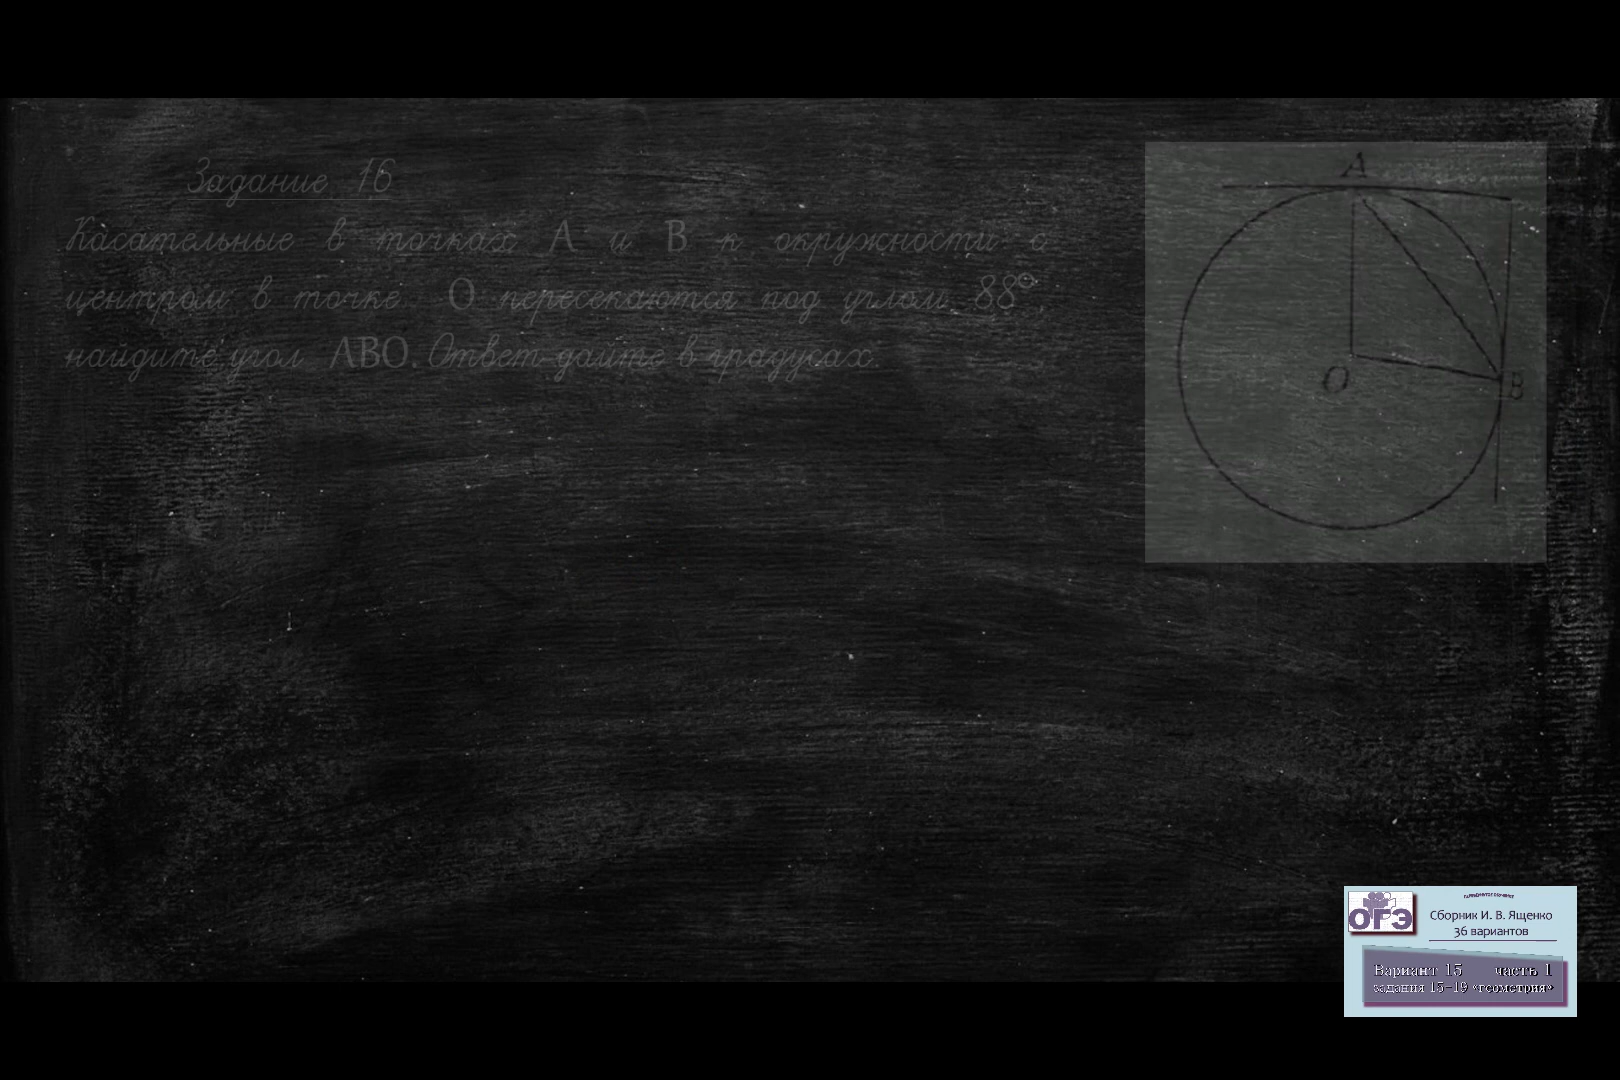 Задание 16
Касательные в точках A и B к окружности с
центром в точке O пересекаются под углом 88°,
найдите угол ABO. Ответ дайте в градусах.
A
O
B
ОГЭ
Сборник И. В. Ященко
36 вариантов
Вариант 15 часть 1
задания 15-19 «геометрия»